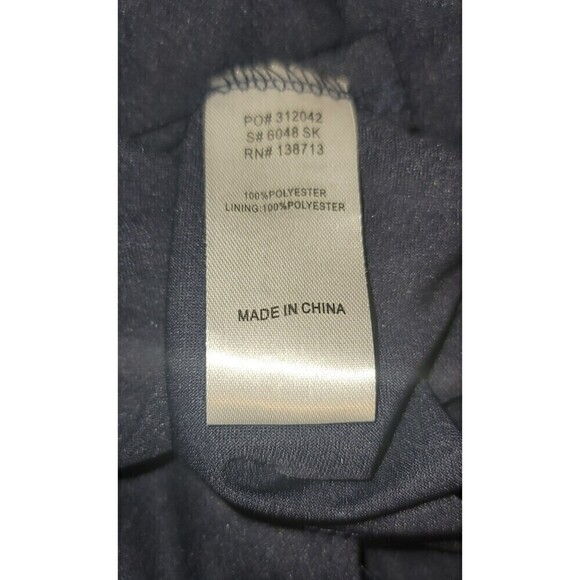 PO# 312042
S# 6048 SK
RN# 138713
100%POLYESTER
LINING:100%POLYESTER
MADE IN CHINA